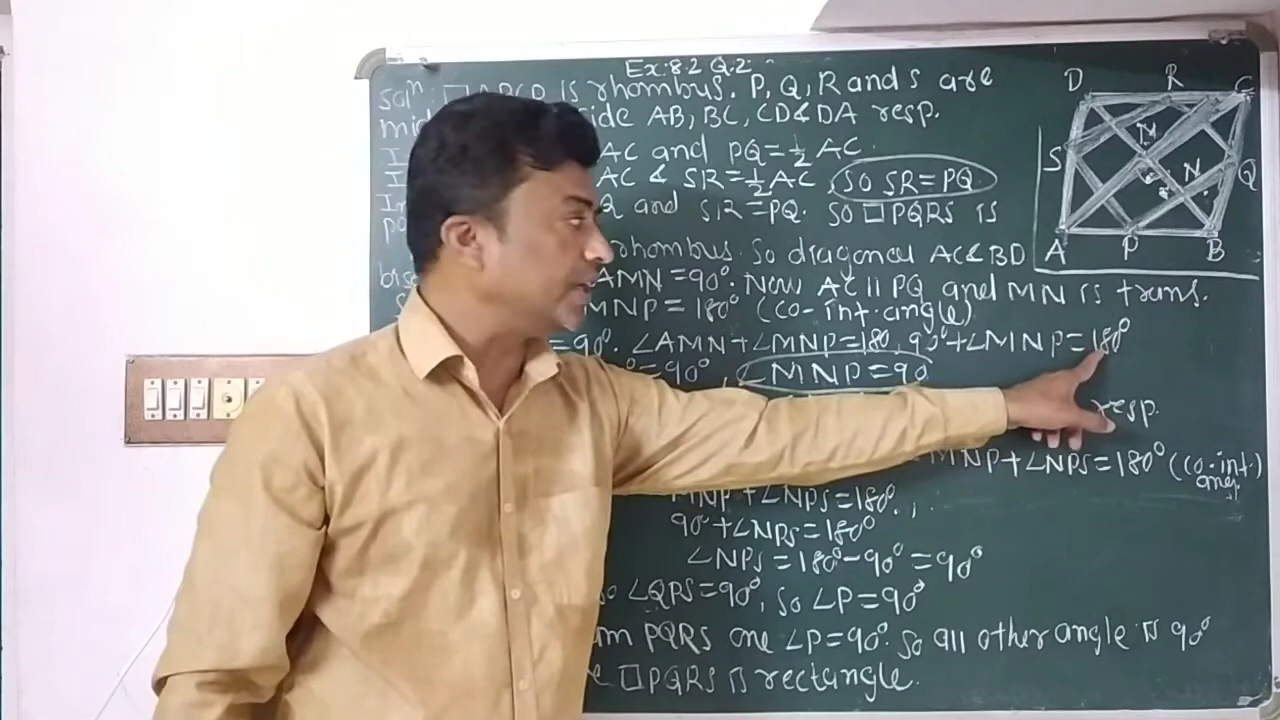 Ex:8.2 Q.2
Solⁿ: □ABCD is rhombus. P, Q, R and S are
side AB, BC, CD & DA resp.
AC and PQ=½ AC.
AC & SR=½AC, so SR=PQ
and SR=PQ. SO □PQRS is
rhombus. So diagonal AC & BD
AMN=90°. Now AC II PQ and MN is trans.
MNP=180° (co-int.angle)
=90°. ∠AMN+∠MNP=180, 90°+∠MNP=180°
=90°, ∠MNP=90
resp.
MNP+∠NPS=180° (co-int.)
MNP+∠NPS=180°.
90°+∠NPS=180°
∠NPS=180°-90°=90°
so ∠QPS=90°, so ∠P=90°
PQRS one ∠P=90°. So all other angle is 90°
□PQRS is rectangle.
D R C
M
S N Q
A P B